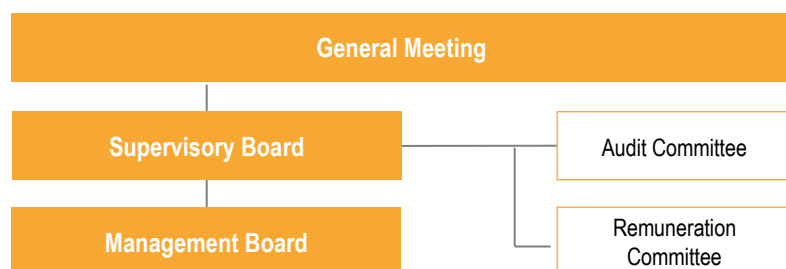 General Meeting
Supervisory Board
Audit Committee
Management Board
Remuneration
Committee